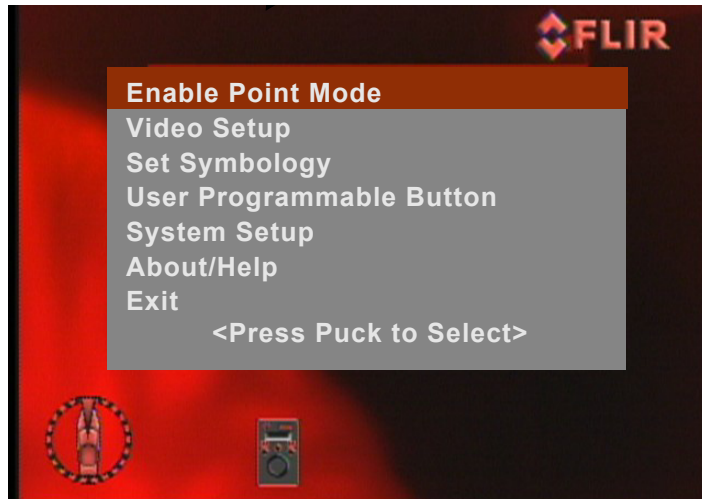 FLIR
Enable Point Mode
Video Setup
Set Symbology
User Programmable Button
System Setup
About/Help
Exit
<Press Puck to Select>